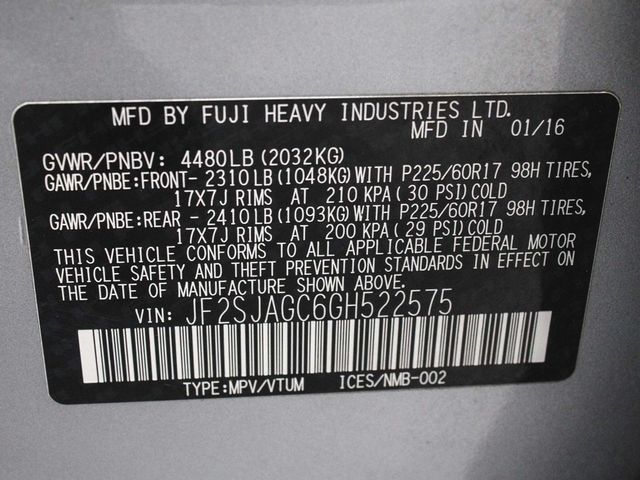 MFD BY FUJI HEAVY INDUSTRIES LTD.
MFD IN 01/16
GVWR/PNBV: 4480LB(2032KG)
GAWR/PNBE:FRONT- 2310LB(1048KG)WITH P225/60R17 98H TIRES,
17X7J RIMS AT 210 KPA( 30 PSI)COLD
GAWR/PNBE:REAR - 2410LB(1093KG)WITH P225/60R17 98H TIRES,
17X7J RIMS AT 200 KPA( 29 PSI)COLD
THIS VEHICLE CONFORMS TO ALL APPLICABLE FEDERAL MOTOR
VEHICLE SAFETY AND THEFT PREVENTION STANDARDS IN EFFECT ON
THE DATE OF MANUFACTURE SHOWN ABOVE.
VIN: JF2SJAGC6GH522575
TYPE:MPV/VTUM ICES/NMB-002